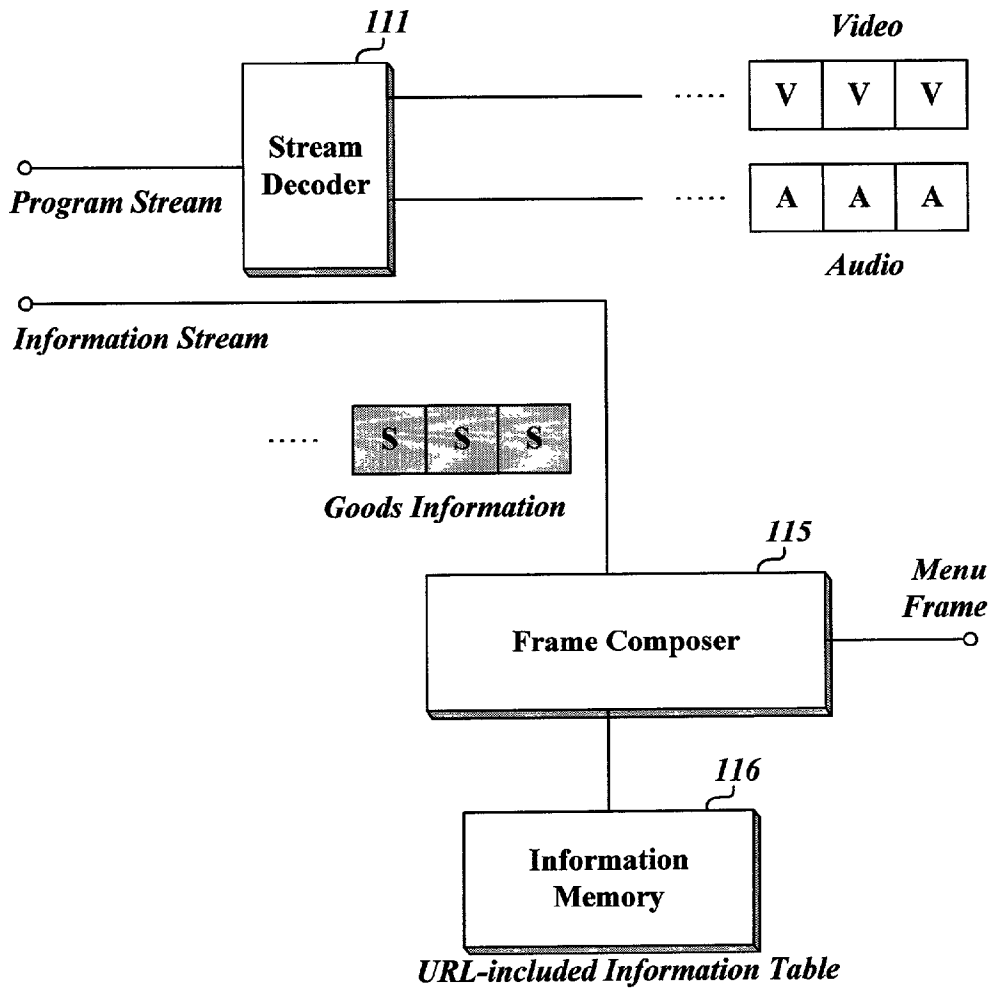 111
Video
V V V
Stream
Decoder
Program Stream
A A A
Audio
Information Stream
S S S
Goods Information
115
Menu
Frame
Frame Composer
116
Information
Memory
URL-included Information Table